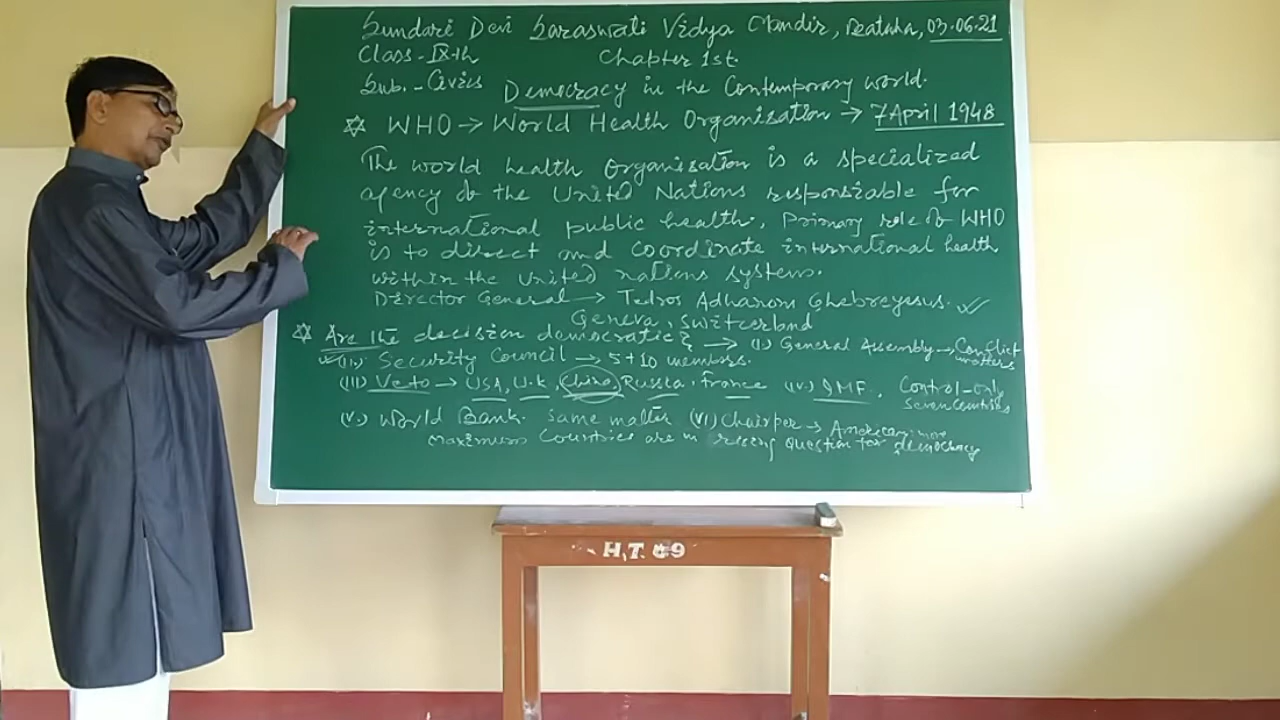 Sundari Devi Saraswati Vidya Mandir, 03.06.21
Class - IXth Chapter 1st.
Sub. - Civics Democracy in the Contemporary world.
WHO → World Health Organisation → 7 April 1948
The world health Organisation is a specialized
agency of the United Nations responsiable for
international public health, Primary role of WHO
is to direct and coordinate international health
within the united nations system.
Director General → Tedros Adhanom Ghebreyesus. ✓
Geneva, Switzerland
Are the decision democratic? → (I.) General Assembly → Conflict matters
(II.) Security Council → 5+10 members.
(III) Veto → USA, U.K, China, Russia. France (IV.) IMF. Control-only seven Countries
(V.) World Bank. same matter (VI) Chairper → American
maximum Countries are in question for democracy
H.T. 09